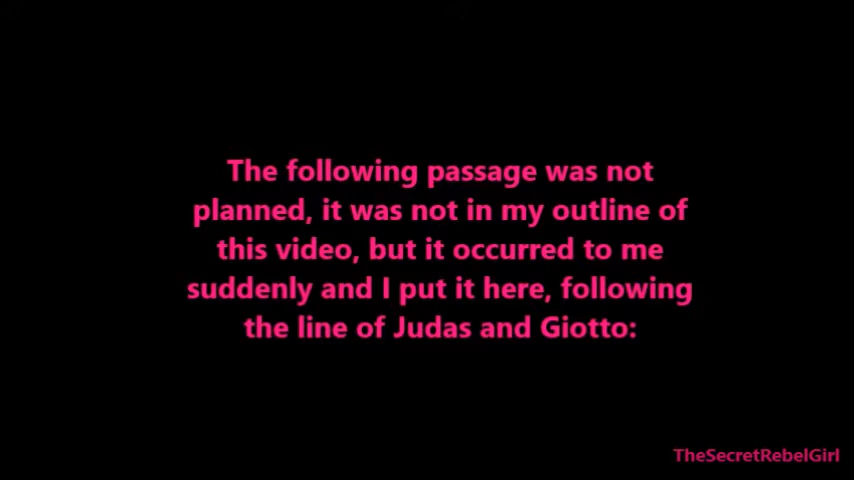 The following passage was not
planned, it was not in my outline of
this video, but it occurred to me
suddenly and I put it here, following
the line of Judas and Giotto:
TheSecretRebelGirl